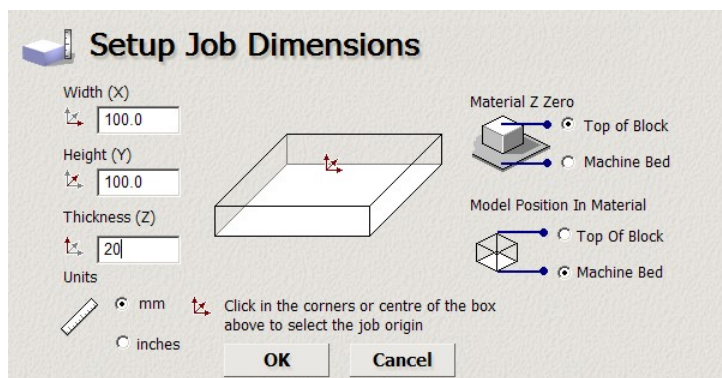 Setup Job Dimensions
Width (X)
100.0
Height (Y)
100.0
Thickness (Z)
20
Units
mm
inches
Click in the corners or centre of the box
above to select the job origin
OK
Cancel
Material Z Zero
Top of Block
Machine Bed
Model Position In Material
Top Of Block
Machine Bed